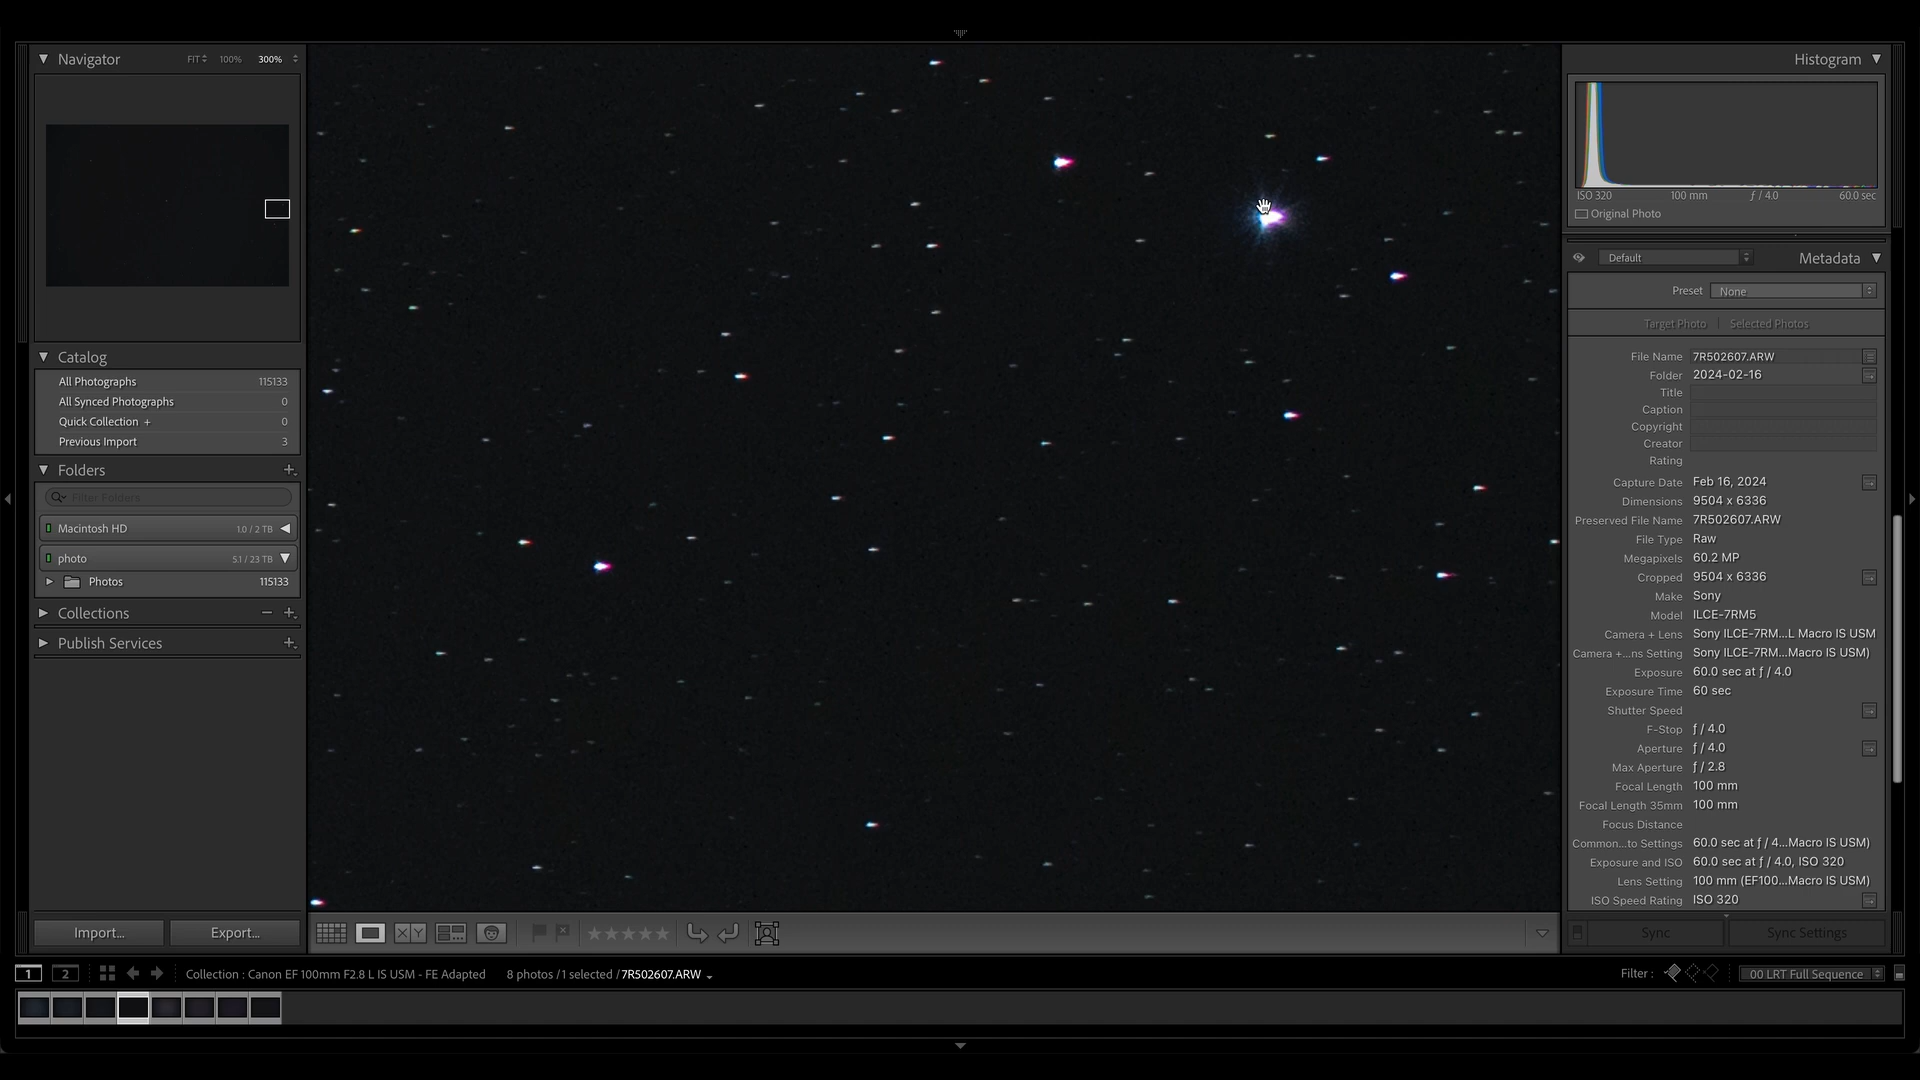 Navigator
FIT 100% 300%
Catalog
All Photographs 115133
All Synced Photographs 0
Quick Collection + 0
Previous Import 3
Folders
Filter Folders
Macintosh HD 1.0 / 2 TB
photo 5.1 / 23 TB
Photos 115133
Collections
Publish Services
Import... Export...
Histogram
ISO 320 100 mm ƒ / 4.0 60.0 sec
Original Photo
Default Metadata
Preset None
Target Photo | Selected Photos
File Name 7R502607.ARW
Folder 2024-02-16
Title
Caption
Copyright
Creator
Rating
Capture Date Feb 16, 2024
Dimensions 9504 x 6336
Preserved File Name 7R502607.ARW
File Type Raw
Megapixels 60.2 MP
Cropped 9504 x 6336
Make Sony
Model ILCE-7RM5
Camera + Lens Sony ILCE-7RM...L Macro IS USM
Camera +...ns Setting Sony ILCE-7RM...Macro IS USM)
Exposure 60.0 sec at ƒ / 4.0
Exposure Time 60 sec
Shutter Speed
F-Stop ƒ / 4.0
Aperture ƒ / 4.0
Max Aperture ƒ / 2.8
Focal Length 100 mm
Focal Length 35mm 100 mm
Focus Distance
Common...to Settings 60.0 sec at ƒ / 4...Macro IS USM)
Exposure and ISO 60.0 sec at ƒ / 4.0, ISO 320
Lens Setting 100 mm (EF100...Macro IS USM)
ISO Speed Rating ISO 320
Sync Sync Settings
X Y
1 2 Collection : Canon EF 100mm F2.8 L IS USM - FE Adapted 8 photos / 1 selected / 7R502607.ARW
Filter : 00 LRT Full Sequence